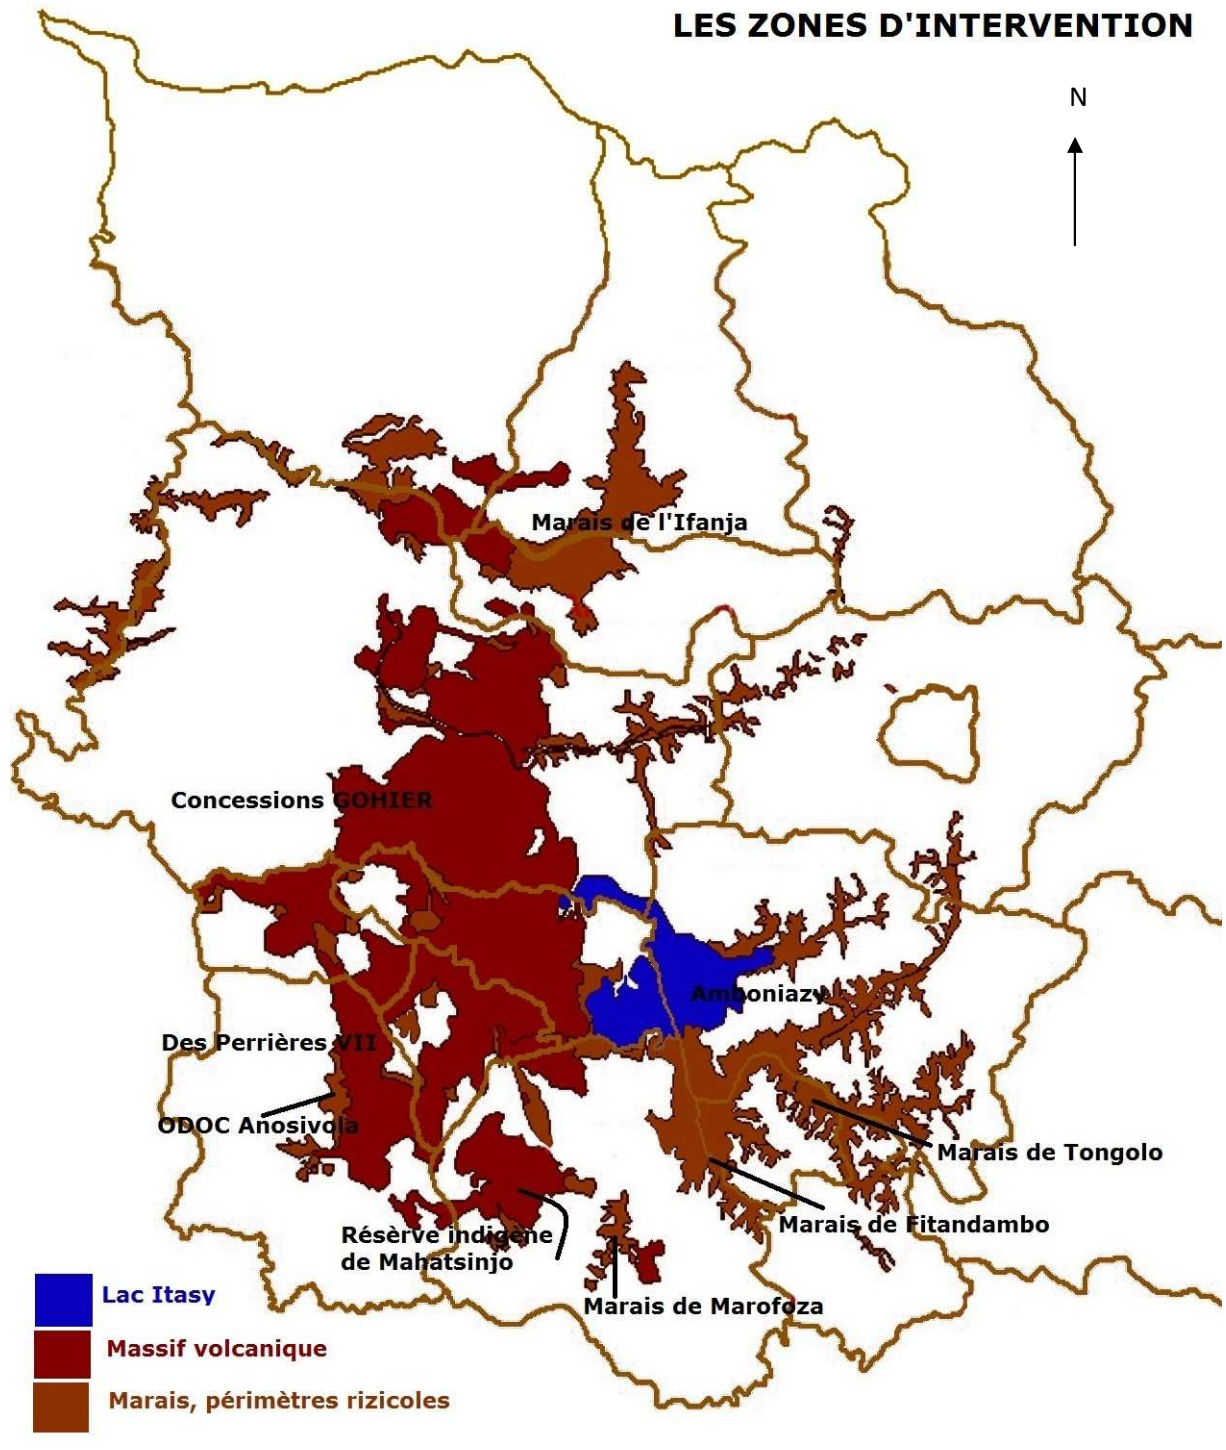 LES ZONES D'INTERVENTION
N
Marais de l'Ifanja
Concessions GOHIER
Amboniazy
Des Perrières VII
ODOC Anosivola
Marais de Tongolo
Marais de Fitandambo
Résèrve indigène
de Mahatsinjo
Marais de Marofoza
Lac Itasy
Massif volcanique
Marais, périmètres rizicoles